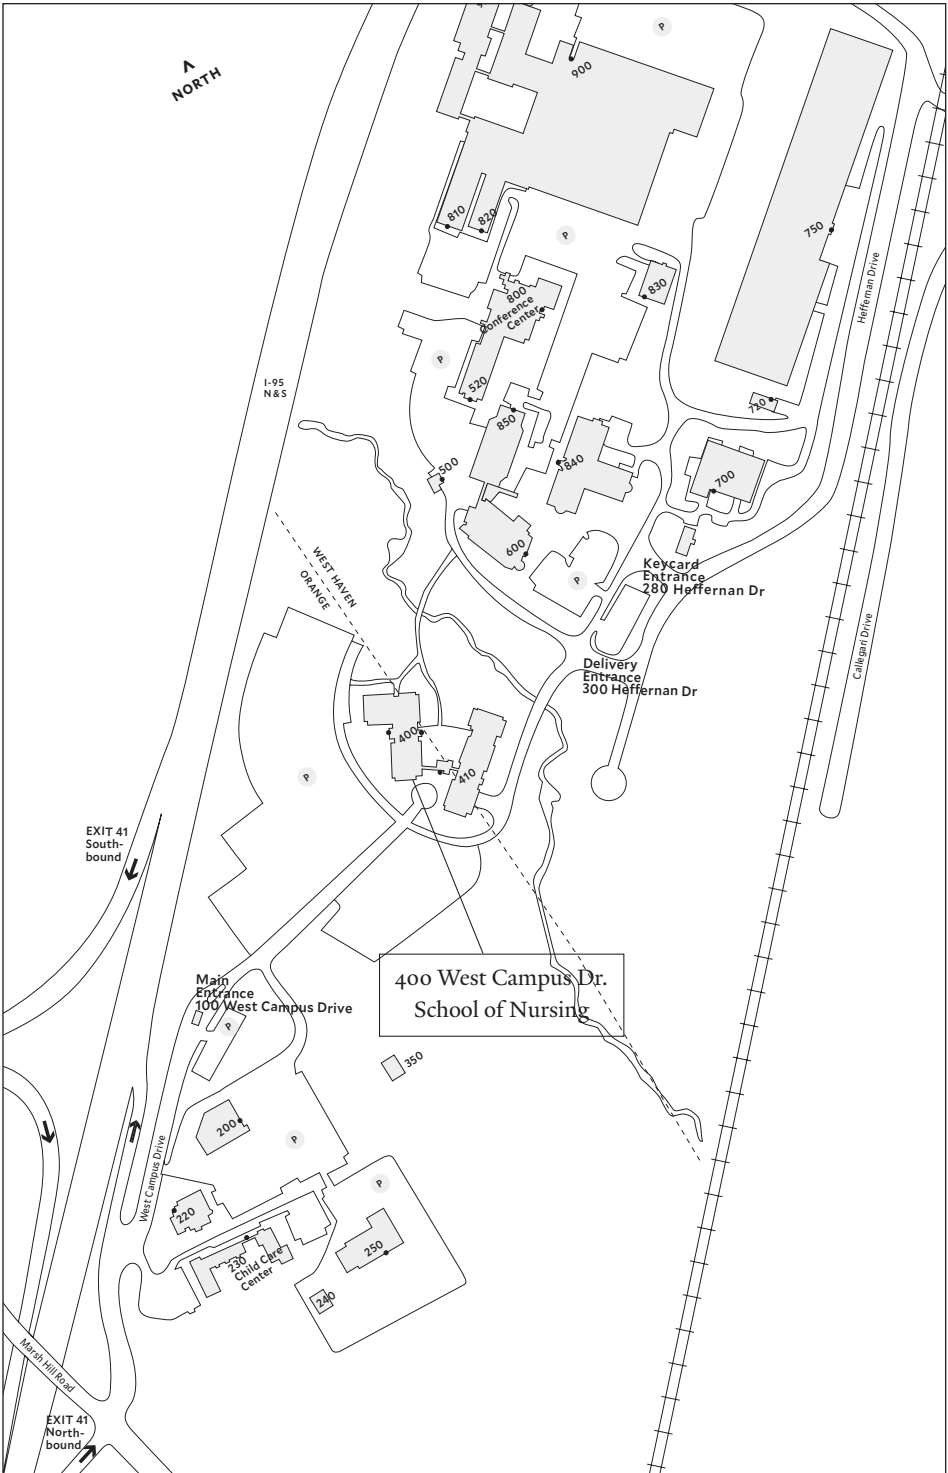 P
NORTH
900
810
820
750
P
830
800
Conference
Center
Heffernan Drive
P
520
I-95
N&S
720
850
840
500
700
600
WEST HAVEN
ORANGE
P
Keycard
Entrance
280 Heffernan Dr
Callegari Drive
Delivery
Entrance
300 Heffernan Dr
400
410
P
EXIT 41
South-
bound
400 West Campus Dr.
School of Nursing
Main
Entrance
100 West Campus Drive
P
350
200
P
West Campus Drive
P
220
230
Child Care
Center
250
240
Marsh Hill Road
EXIT 41
North-
bound